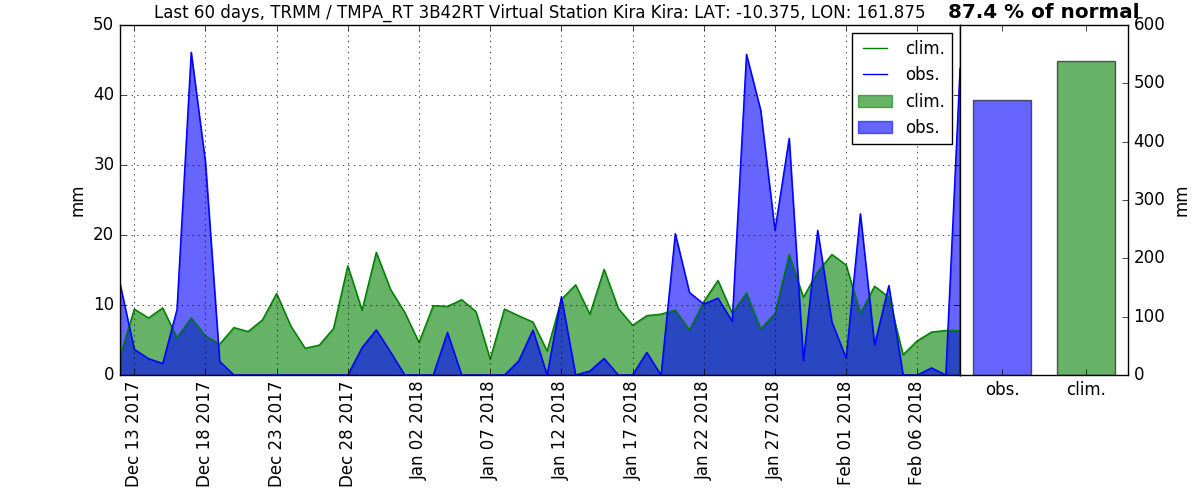 Last 60 days, TRMM / TMPA_RT 3B42RT Virtual Station Kira Kira: LAT: -10.375, LON: 161.875
87.4 % of normal
50
40
30
20
10
0
mm
clim.
obs.
clim.
obs.
600
500
400
300
200
100
0
mm
obs.
clim.
Dec 13 2017
Dec 18 2017
Dec 23 2017
Dec 28 2017
Jan 02 2018
Jan 07 2018
Jan 12 2018
Jan 17 2018
Jan 22 2018
Jan 27 2018
Feb 01 2018
Feb 06 2018